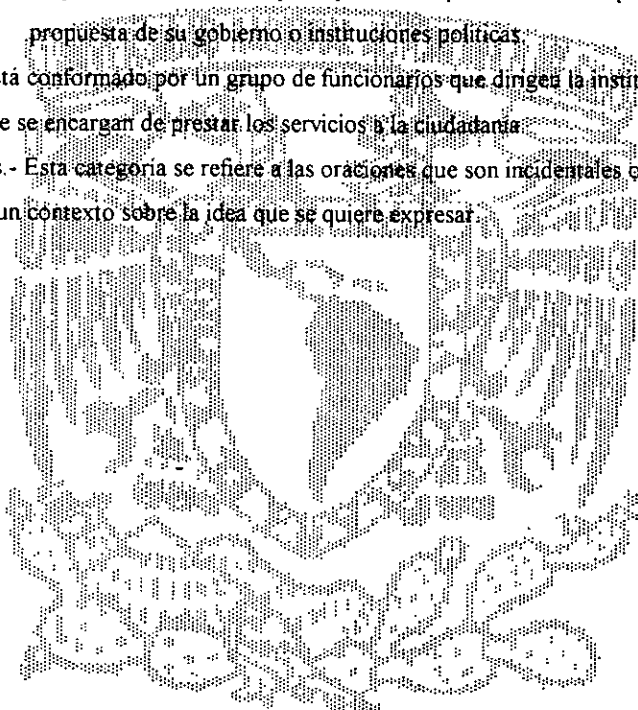 propuesta de su gobierno o instituciones políticas.
tá conformado por un grupo de funcionarios que dirigen la instit
e se encargan de prestar los servicios a la ciudadanía.
s.- Esta categoría se refiere a las oraciones que son incidentales o
un contexto sobre la idea que se quiere expresar.